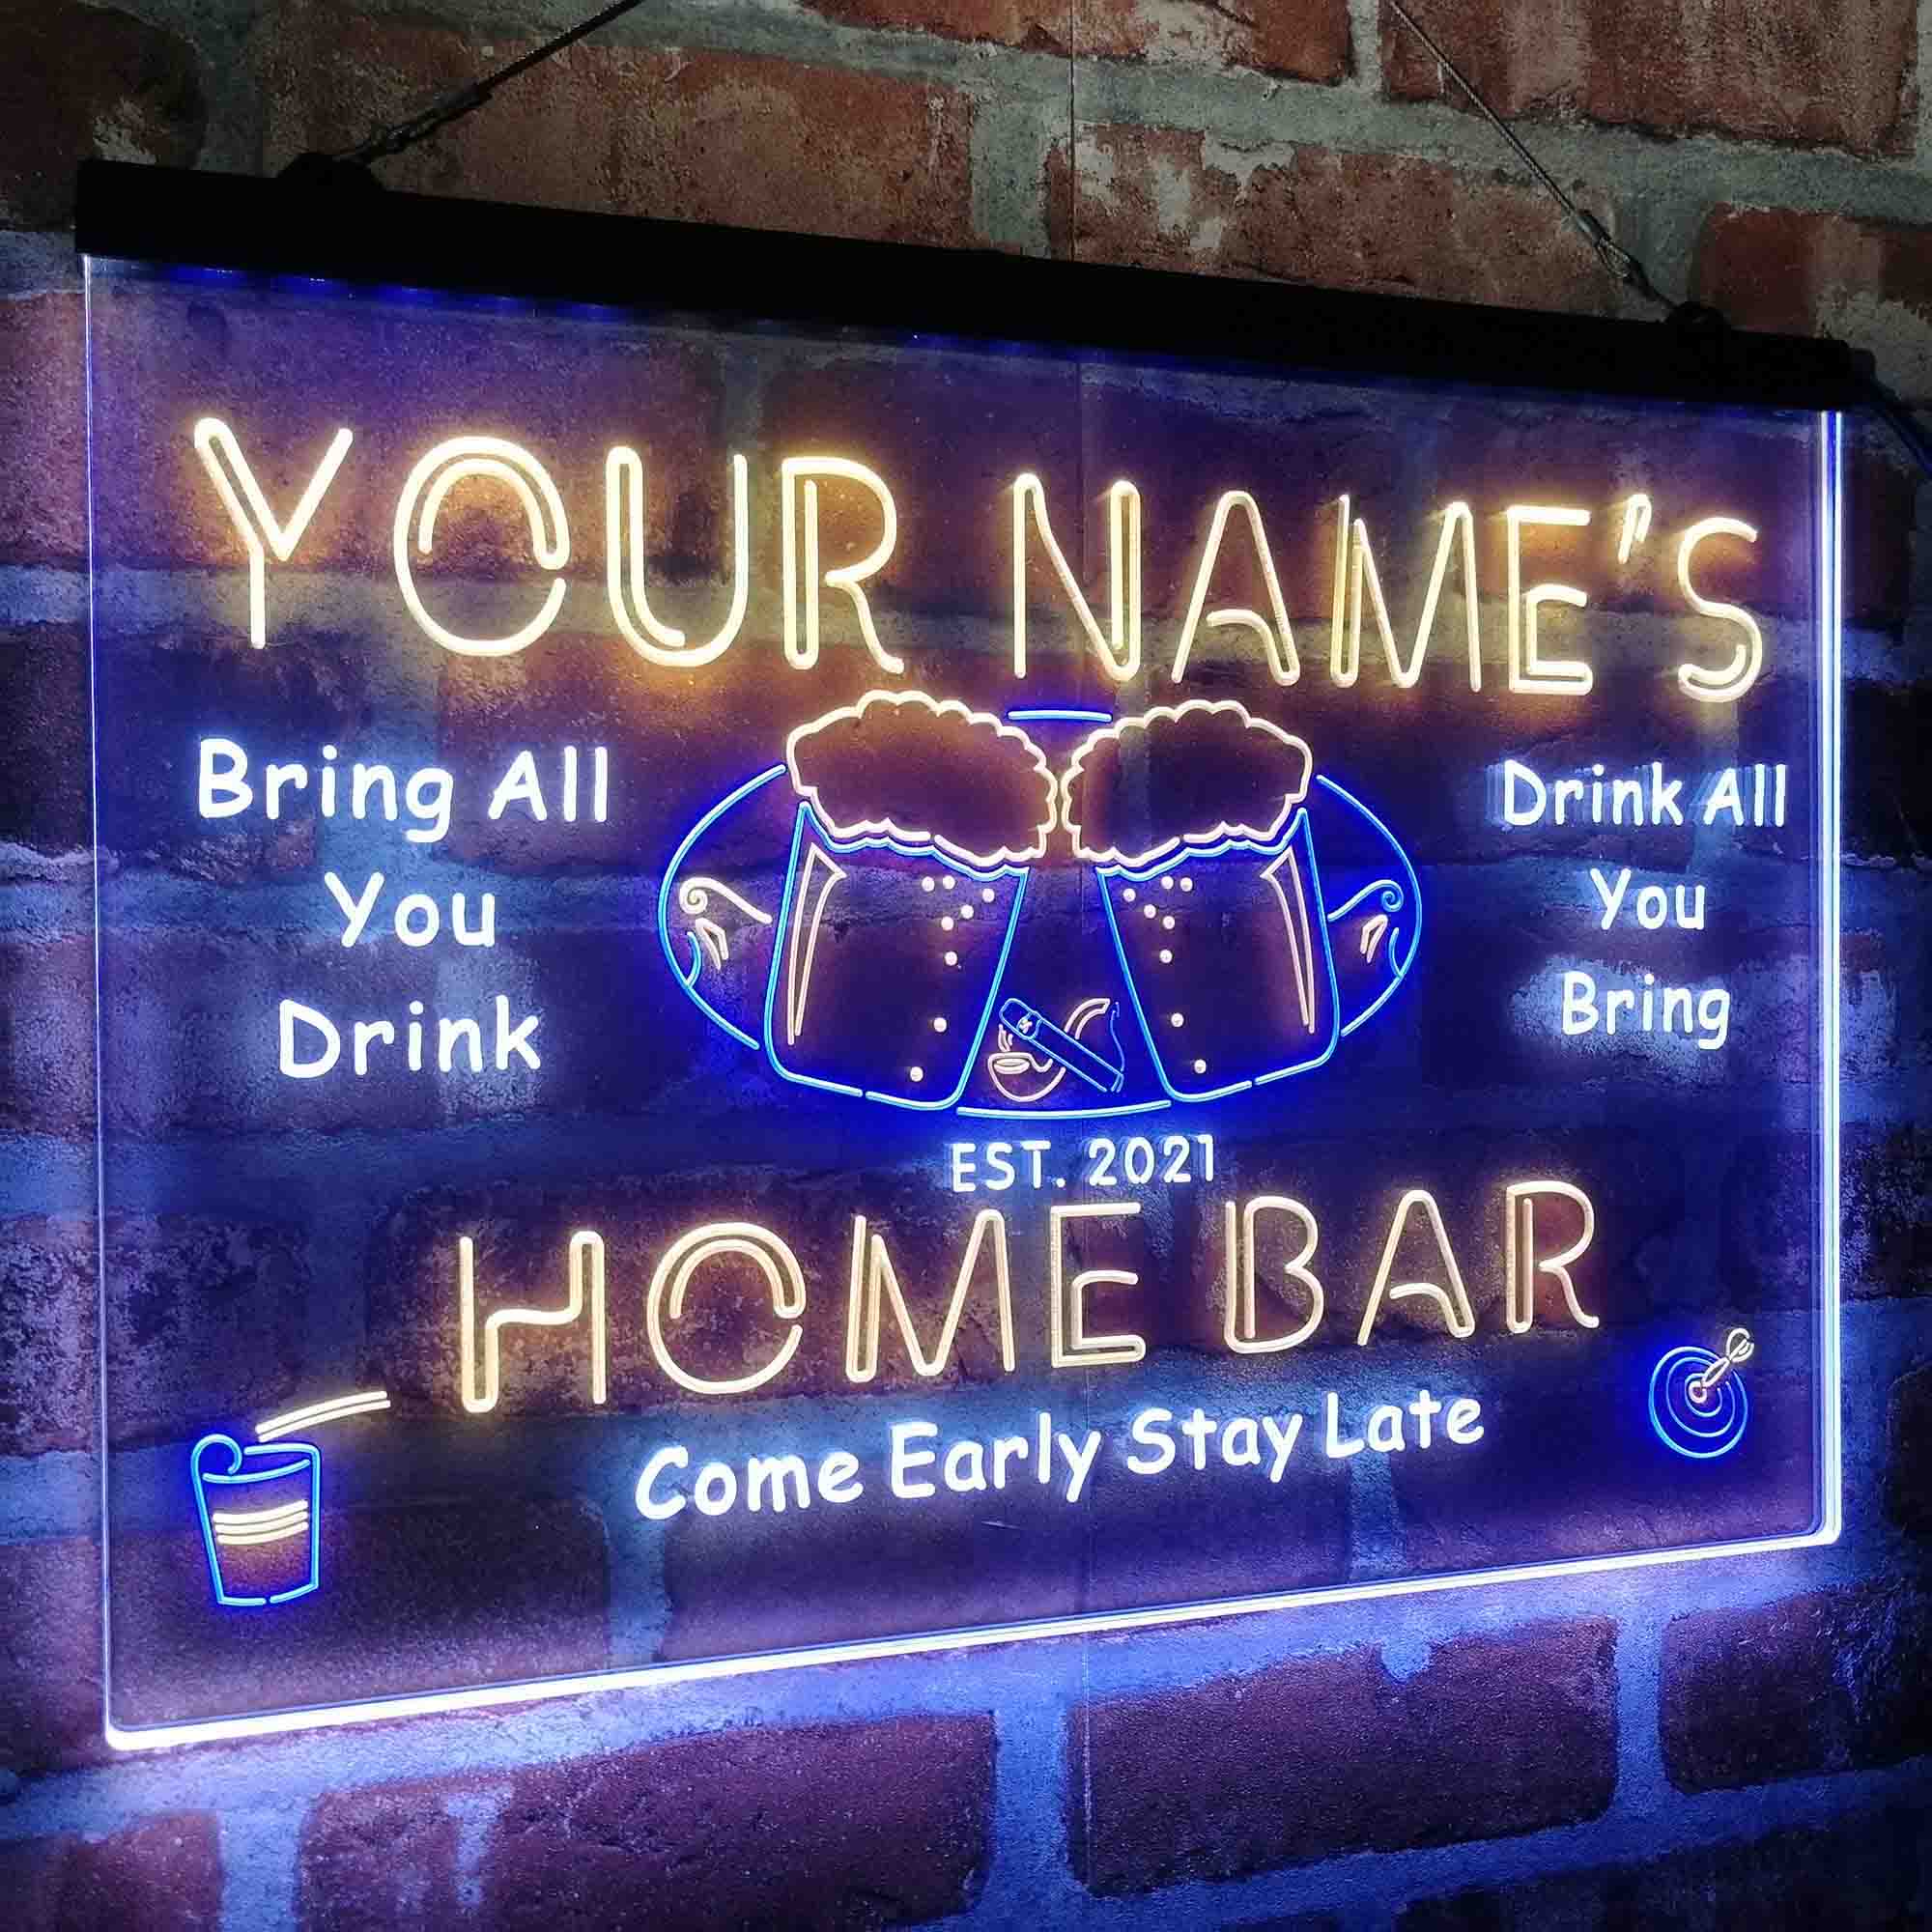 YOUR NAME'S
Bring All
You
Drink
Drink All
You
Bring
EST. 2021
HOME BAR
Come Early Stay Late